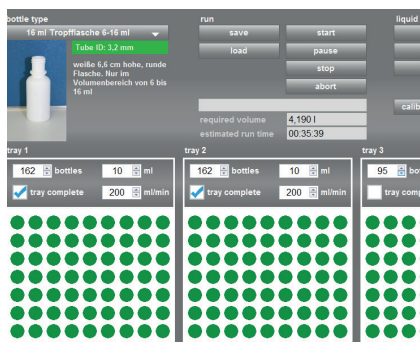 bottle type
16 ml Tropfflasche 6-16 ml
Tube ID: 3,2 mm
weiße 6,6 cm hohe, runde
Flasche. Nur im
Volumenbereich von 6 bis
16 ml
run
save start
load pause
stop
abort
required volume 4,190 l
estimated run time 00:35:39
liquid
calib
tray 1
162 bottles 10 ml
tray complete 200 ml/min
tray 2
162 bottles 10 ml
tray complete 200 ml/min
tray 3
95 bo
tray comp